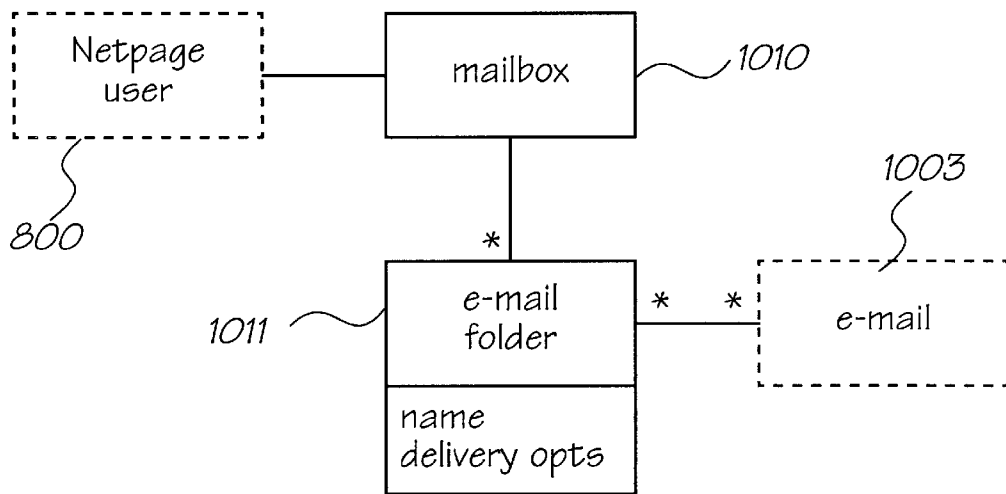 Netpage
user
mailbox
1010
800
1003
*
e-mail
folder
* *
e-mail
1011
name
delivery opts